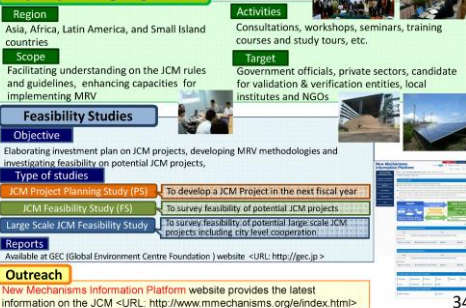 Region
Asia, Africa, Latin America, and Small Island
countries
Scope
Facilitating understanding on the JCM rules
and guidelines, enhancing capacities for
implementing MRV
Activities
Consultations, workshops, seminars, training
courses and study tours, etc.
Target
Government officials, private sectors, candidate
for validation & verification entities, local
institutes and NGOs
Feasibility Studies
Objective
Elaborating investment plan on JCM projects, developing MRV methodologies and
investigating feasibility on potential JCM projects,
Type of studies
JCM Project Planning Study (PS)
To develop a JCM Project in the next fiscal year
JCM Feasibility Study (FS)
To survey feasibility of potential JCM projects
Large Scale JCM Feasibility Study
To survey feasibility of potential large scale JCM
projects including city level cooperation
Reports
Available at GEC (Global Environment Centre Foundation ) website <URL: http://gec.jp >
Outreach
New Mechanisms Information Platform website provides the latest
information on the JCM <URL: http://www.mmechanisms.org/e/index.html>
New Mechanisms
Information Platform
34